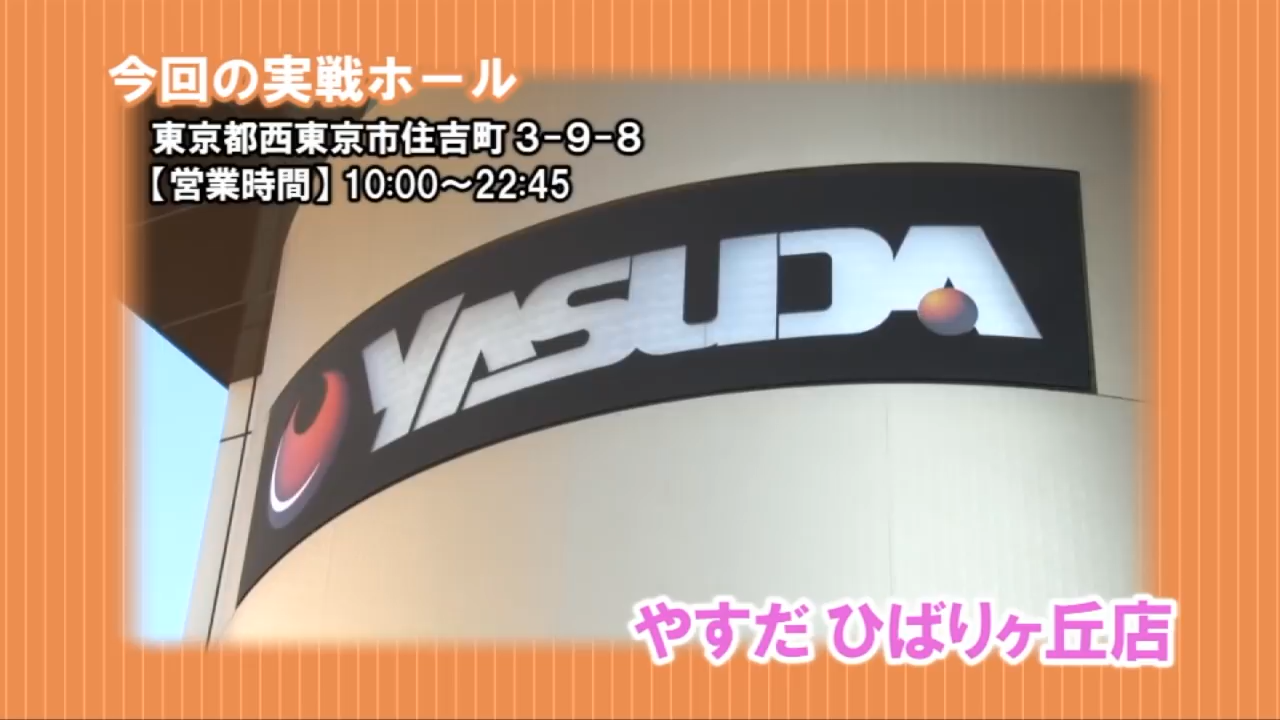 今回の実戦ホール
東京都西東京市住吉町３-９-８
【営業時間】10:00～22:45
YASUDA
やすだ ひばりヶ丘店